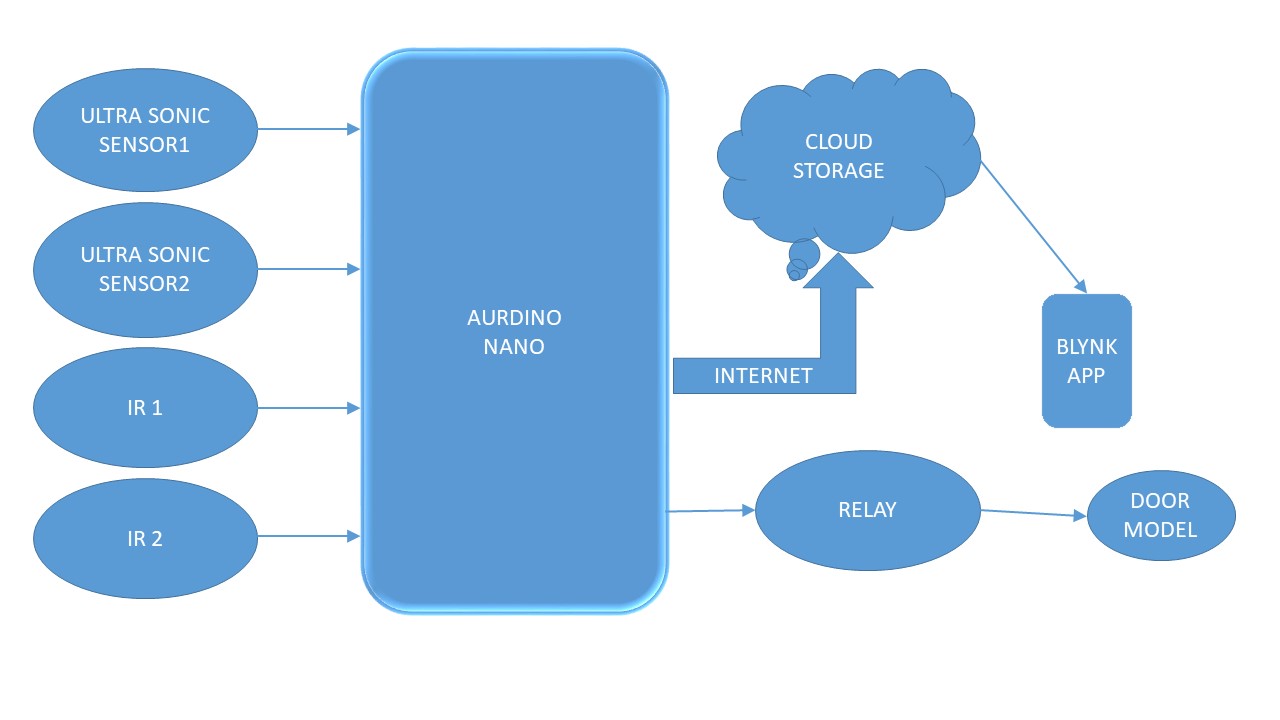 ULTRA SONIC
SENSOR1
ULTRA SONIC
SENSOR2
IR 1
IR 2
AURDINO
NANO
CLOUD
STORAGE
INTERNET
BLYNK
APP
RELAY
DOOR
MODEL